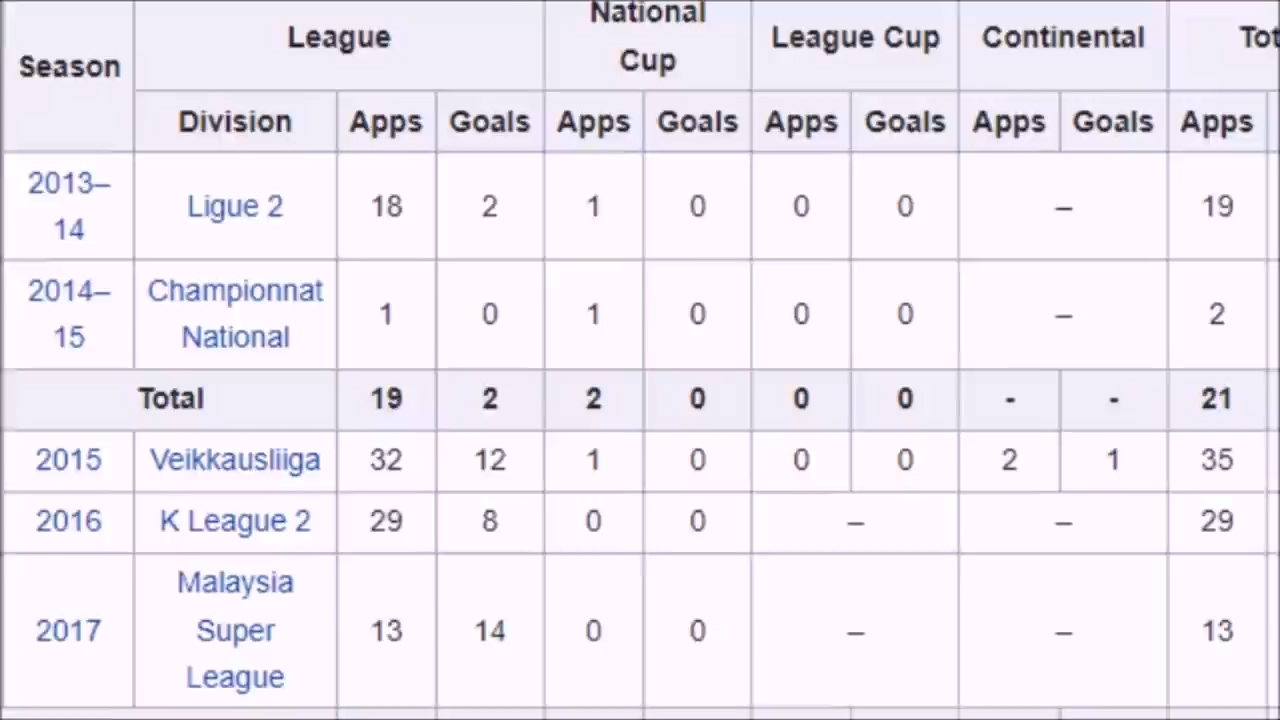 Season League National Cup League Cup Continental Tot
Division Apps Goals Apps Goals Apps Goals Apps Goals Apps
2013–14 Ligue 2 18 2 1 0 0 0 – 19
2014–15 Championnat National 1 0 1 0 0 0 – 2
Total 19 2 2 0 0 0 - - 21
2015 Veikkausliiga 32 12 1 0 0 0 2 1 35
2016 K League 2 29 8 0 0 – – 29
2017 Malaysia Super League 13 14 0 0 – – 13